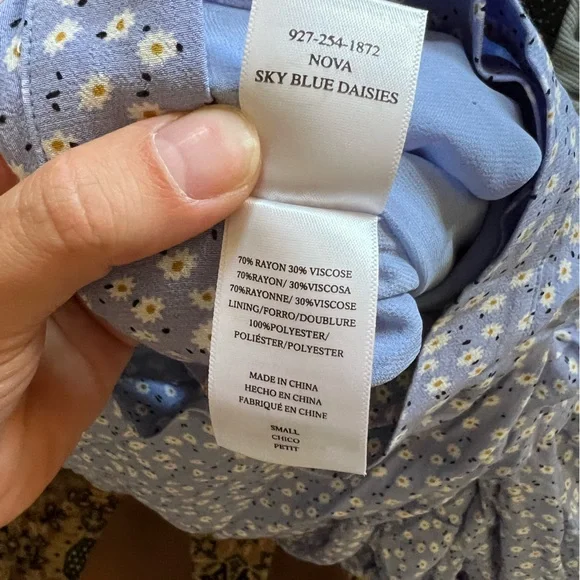 927-254-1872
NOVA
SKY BLUE DAISIES
70% RAYON 30% VISCOSE
70%RAYON/ 30%VISCOSA
70%RAYONNE/ 30%VISCOSE
LINING/FORRO/DOUBLURE
100%POLYESTER/
POLIÉSTER/POLYESTER
MADE IN CHINA
HECHO EN CHINA
FABRIQUÉ EN CHINE
SMALL
CHICO
PETIT